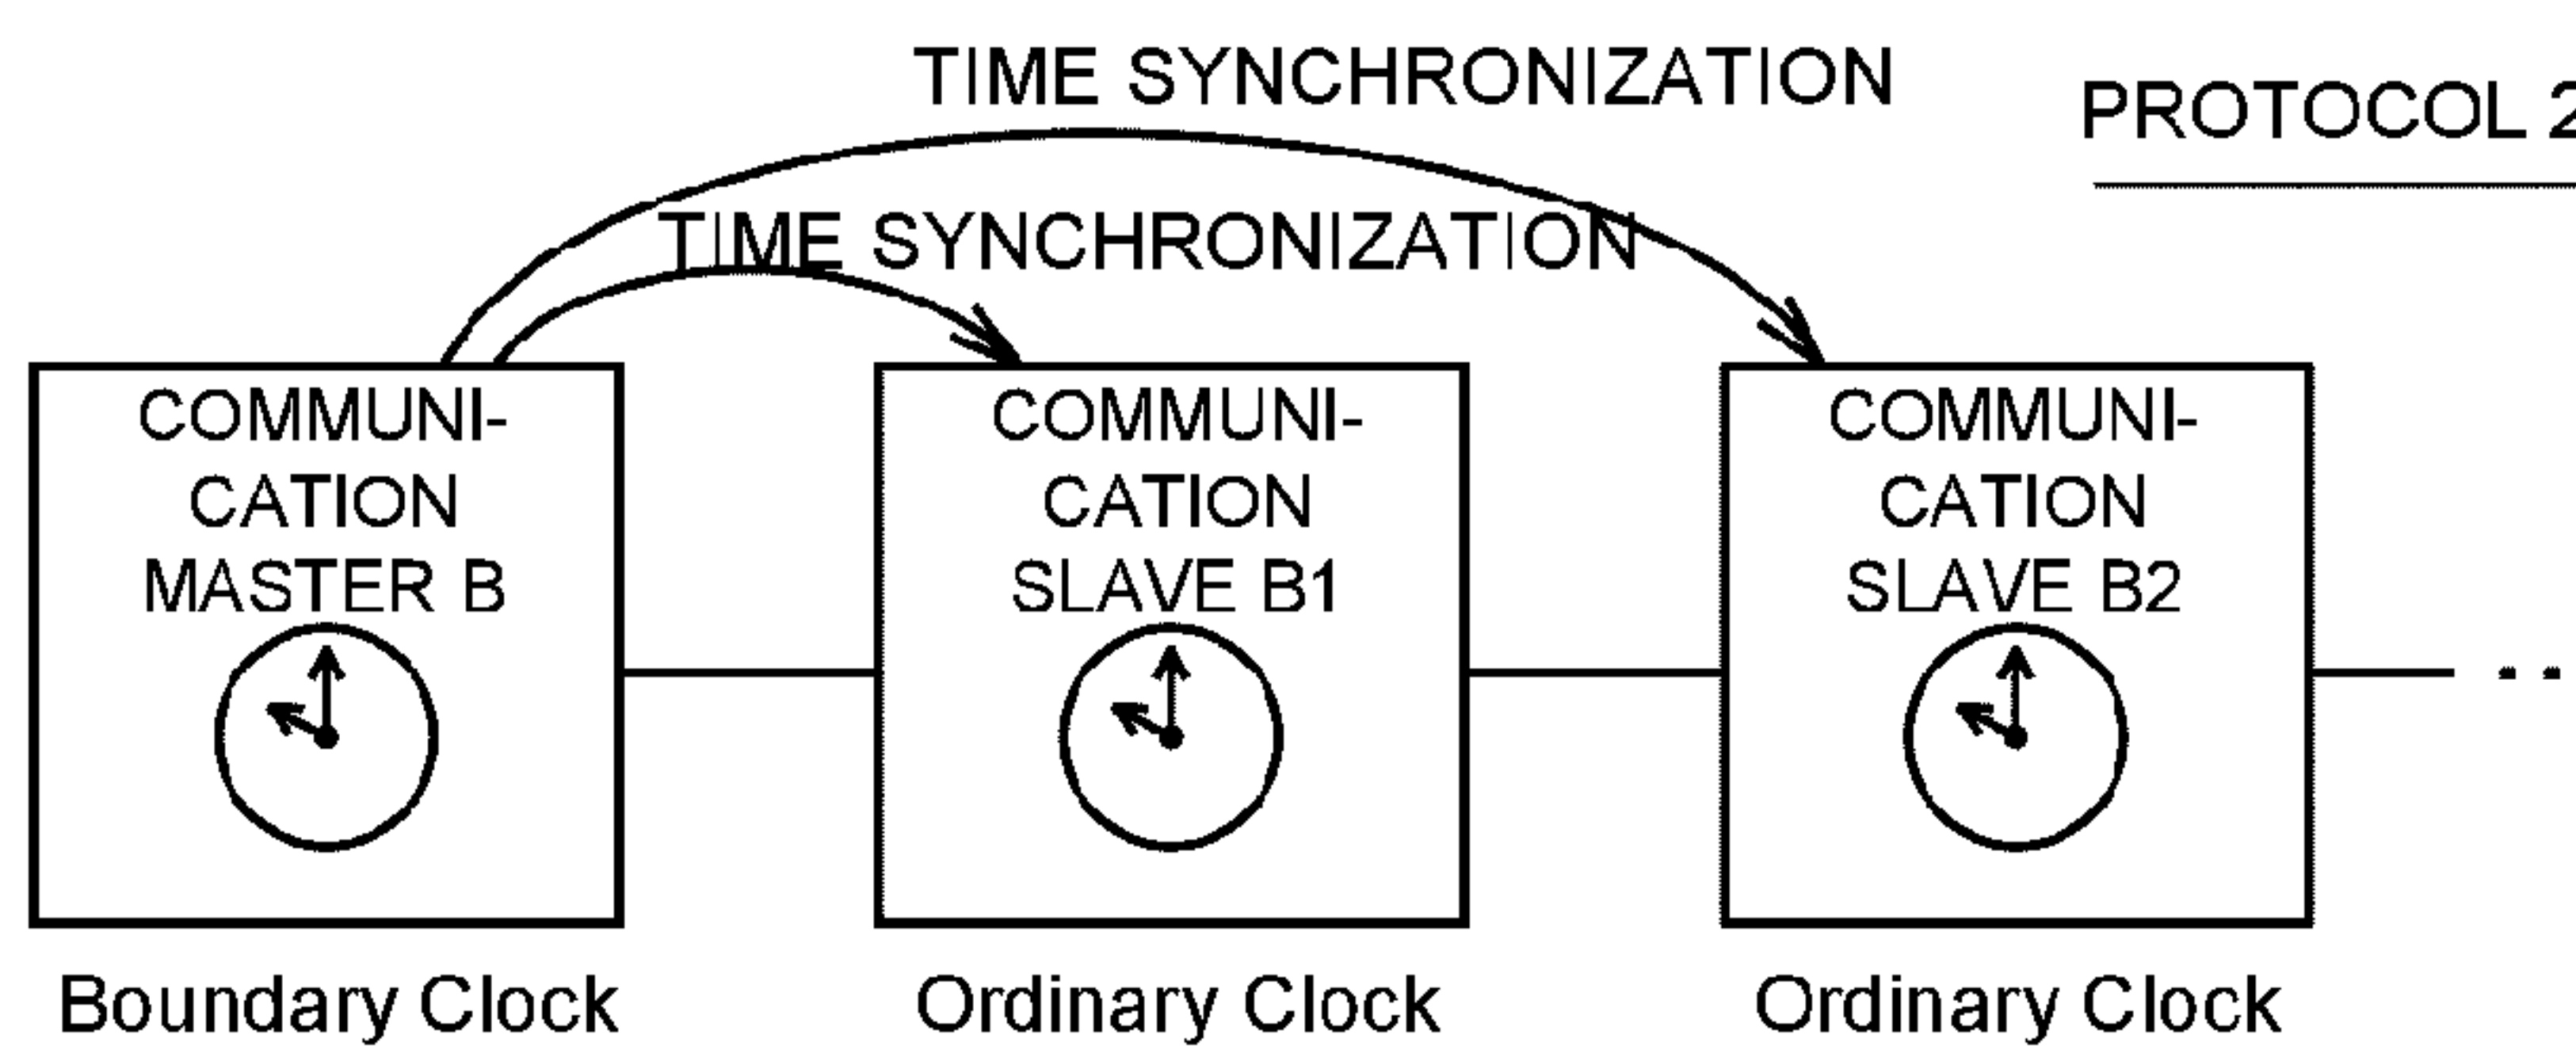 TIME SYNCHRONIZATION
PROTOCOL 2
TIME SYNCHRONIZATION
COMMUNI-
CATION
MASTER B
COMMUNI-
CATION
SLAVE B1
COMMUNI-
CATION
SLAVE B2
Boundary Clock
Ordinary Clock
Ordinary Clock